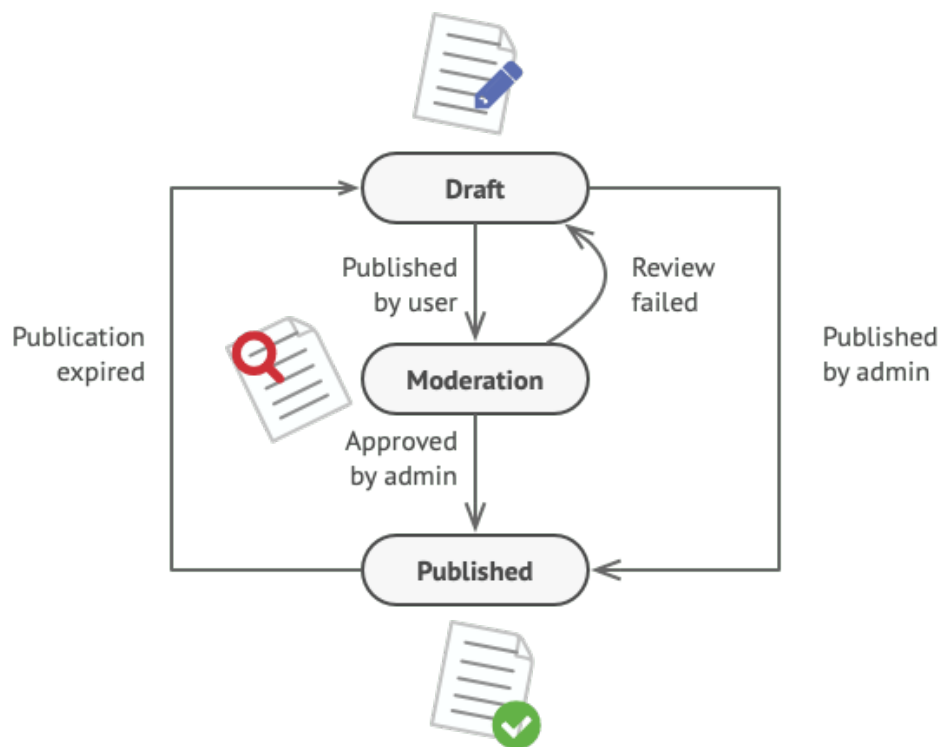 Draft
Published
by user
Review
failed
Publication
expired
Published
by admin
Moderation
Approved
by admin
Published